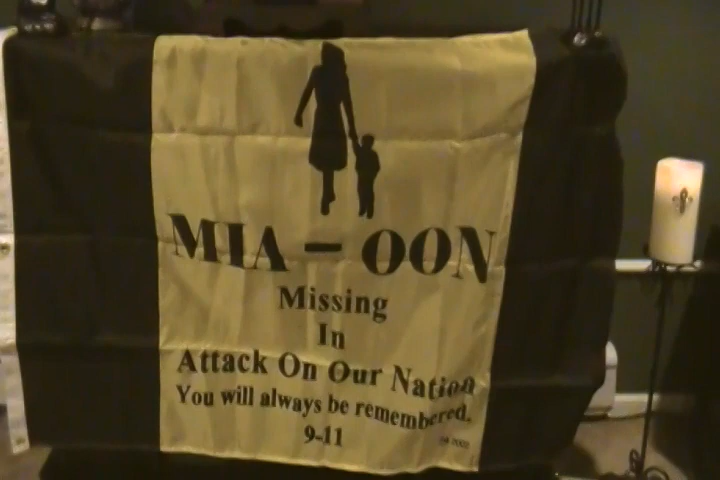 MIA - OON
Missing
In
Attack On Our Nation
You will always be remembered.
9-11